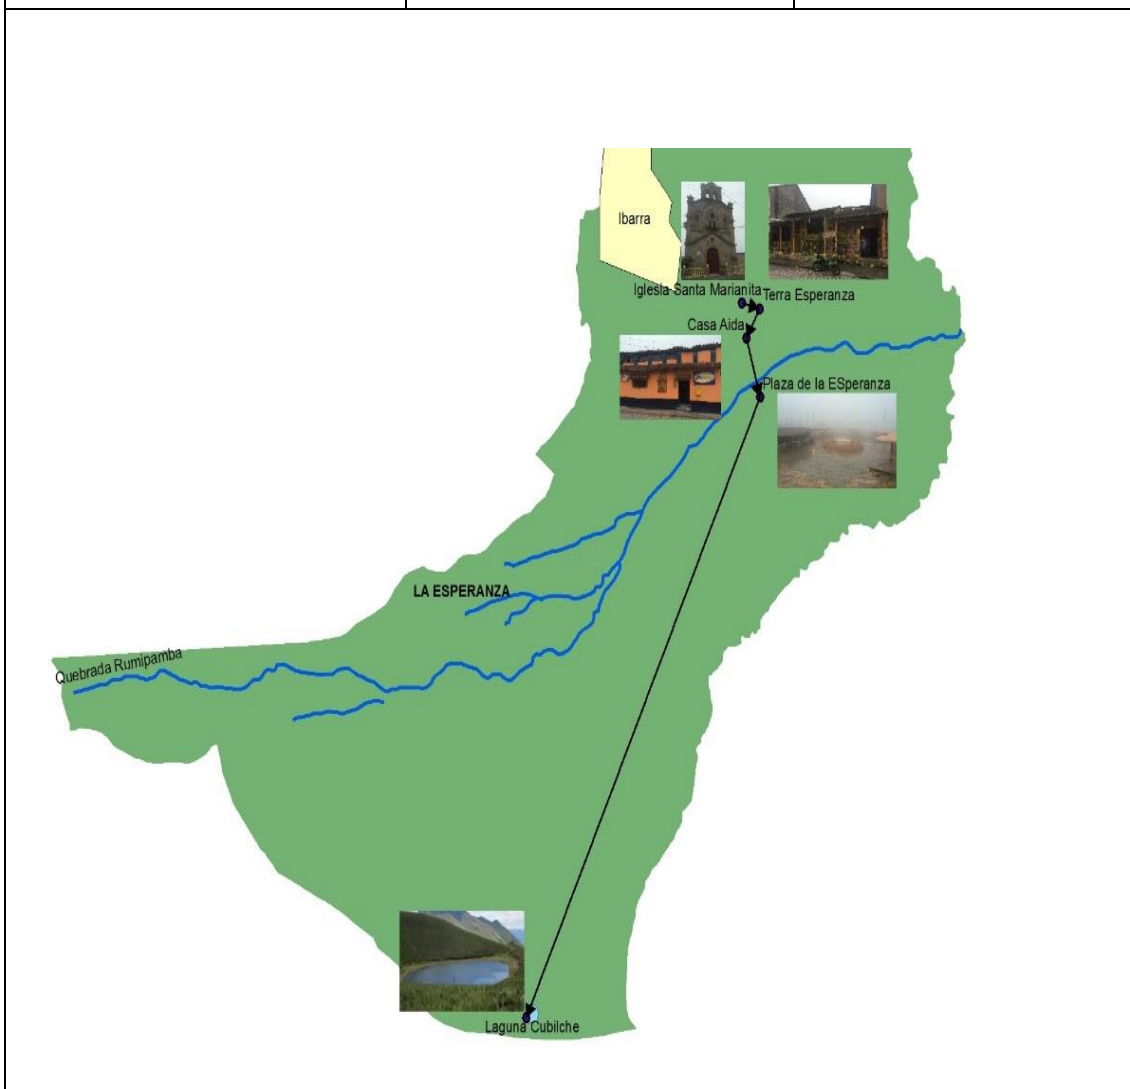 Ibarra
Iglesia Santa Marianita
Terra Esperanza
Casa Aida
Plaza de la ESperanza
LA ESPERANZA
Quebrada Rumipamba
Laguna Cubilche